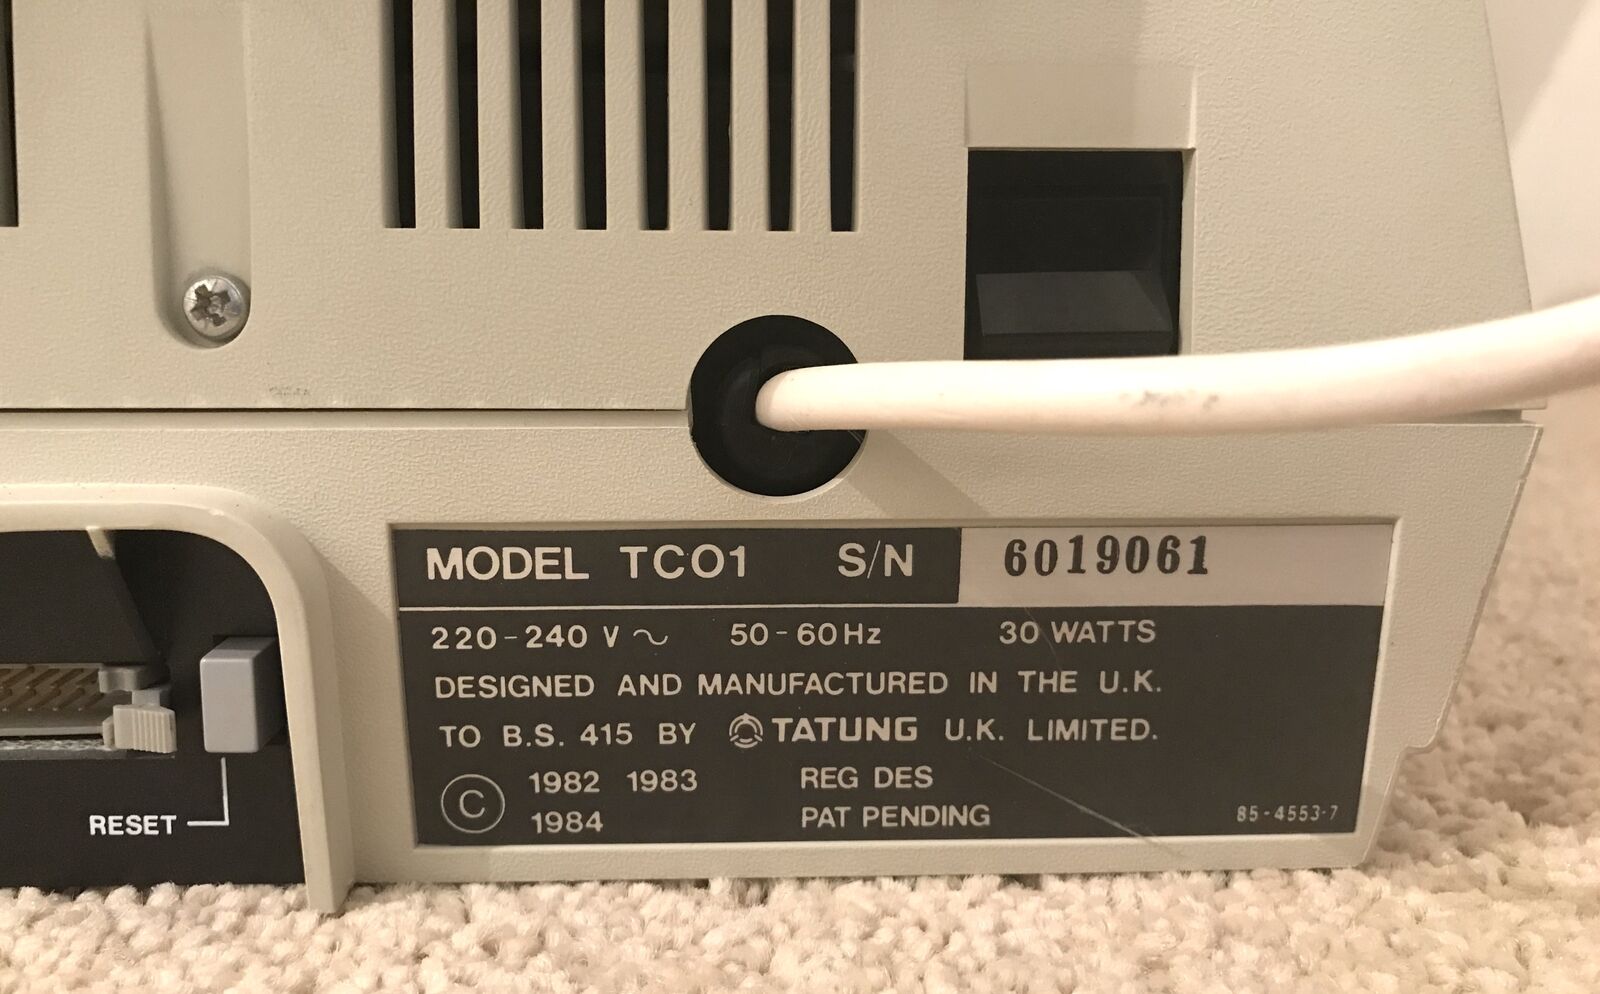 MODEL TC01 S/N 6019061
220-240 V ~ 50-60Hz 30 WATTS
DESIGNED AND MANUFACTURED IN THE U.K.
TO B.S. 415 BY TATUNG U.K. LIMITED.
© 1982 1983 REG DES
1984 PAT PENDING 85-4553-7
RESET